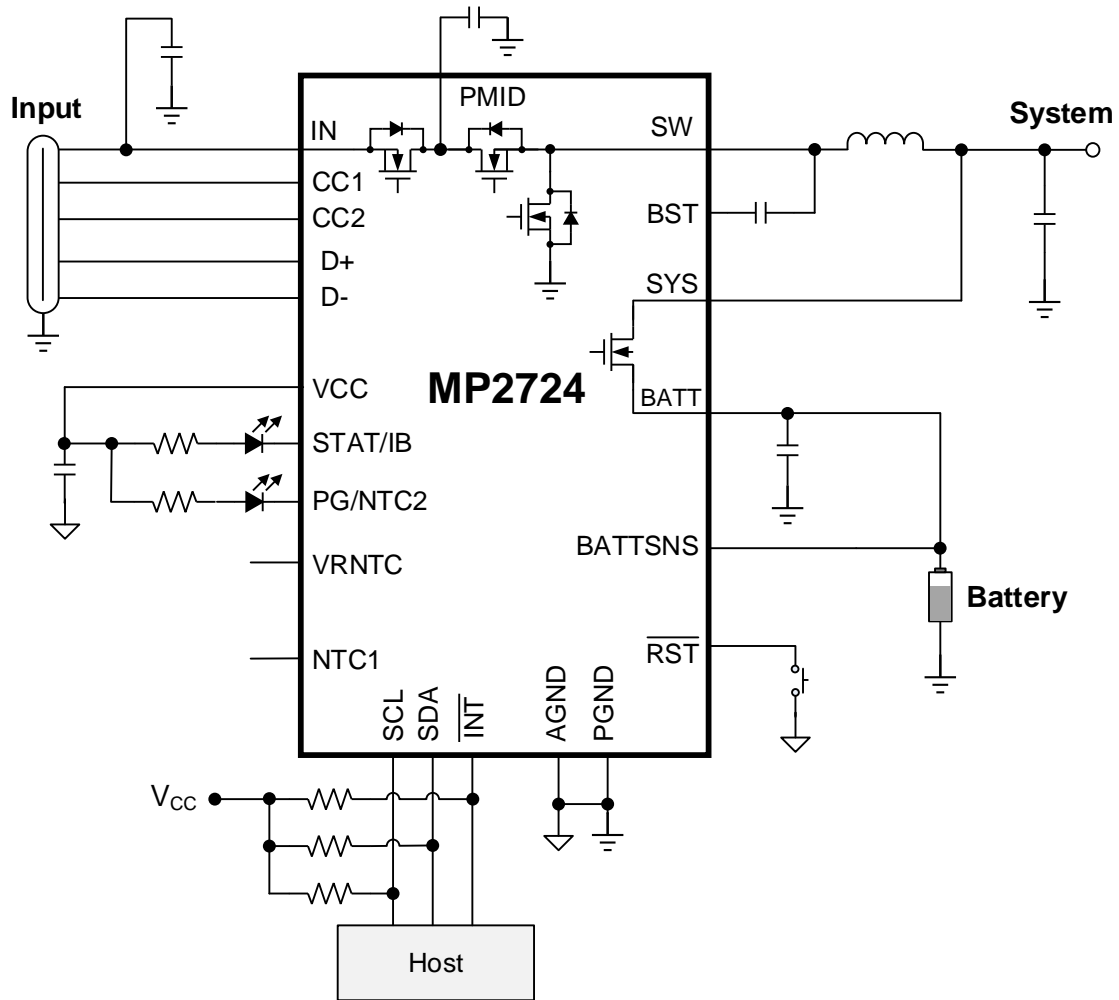 PMID
Input
IN
SW
System
CC1
CC2
BST
D+
SYS
D-
VCC
MP2724
BATT
STAT/IB
PG/NTC2
BATTSNS
VRNTC
Battery
RST
NTC1
SCL
SDA
INT
AGND
PGND
VCC
Host